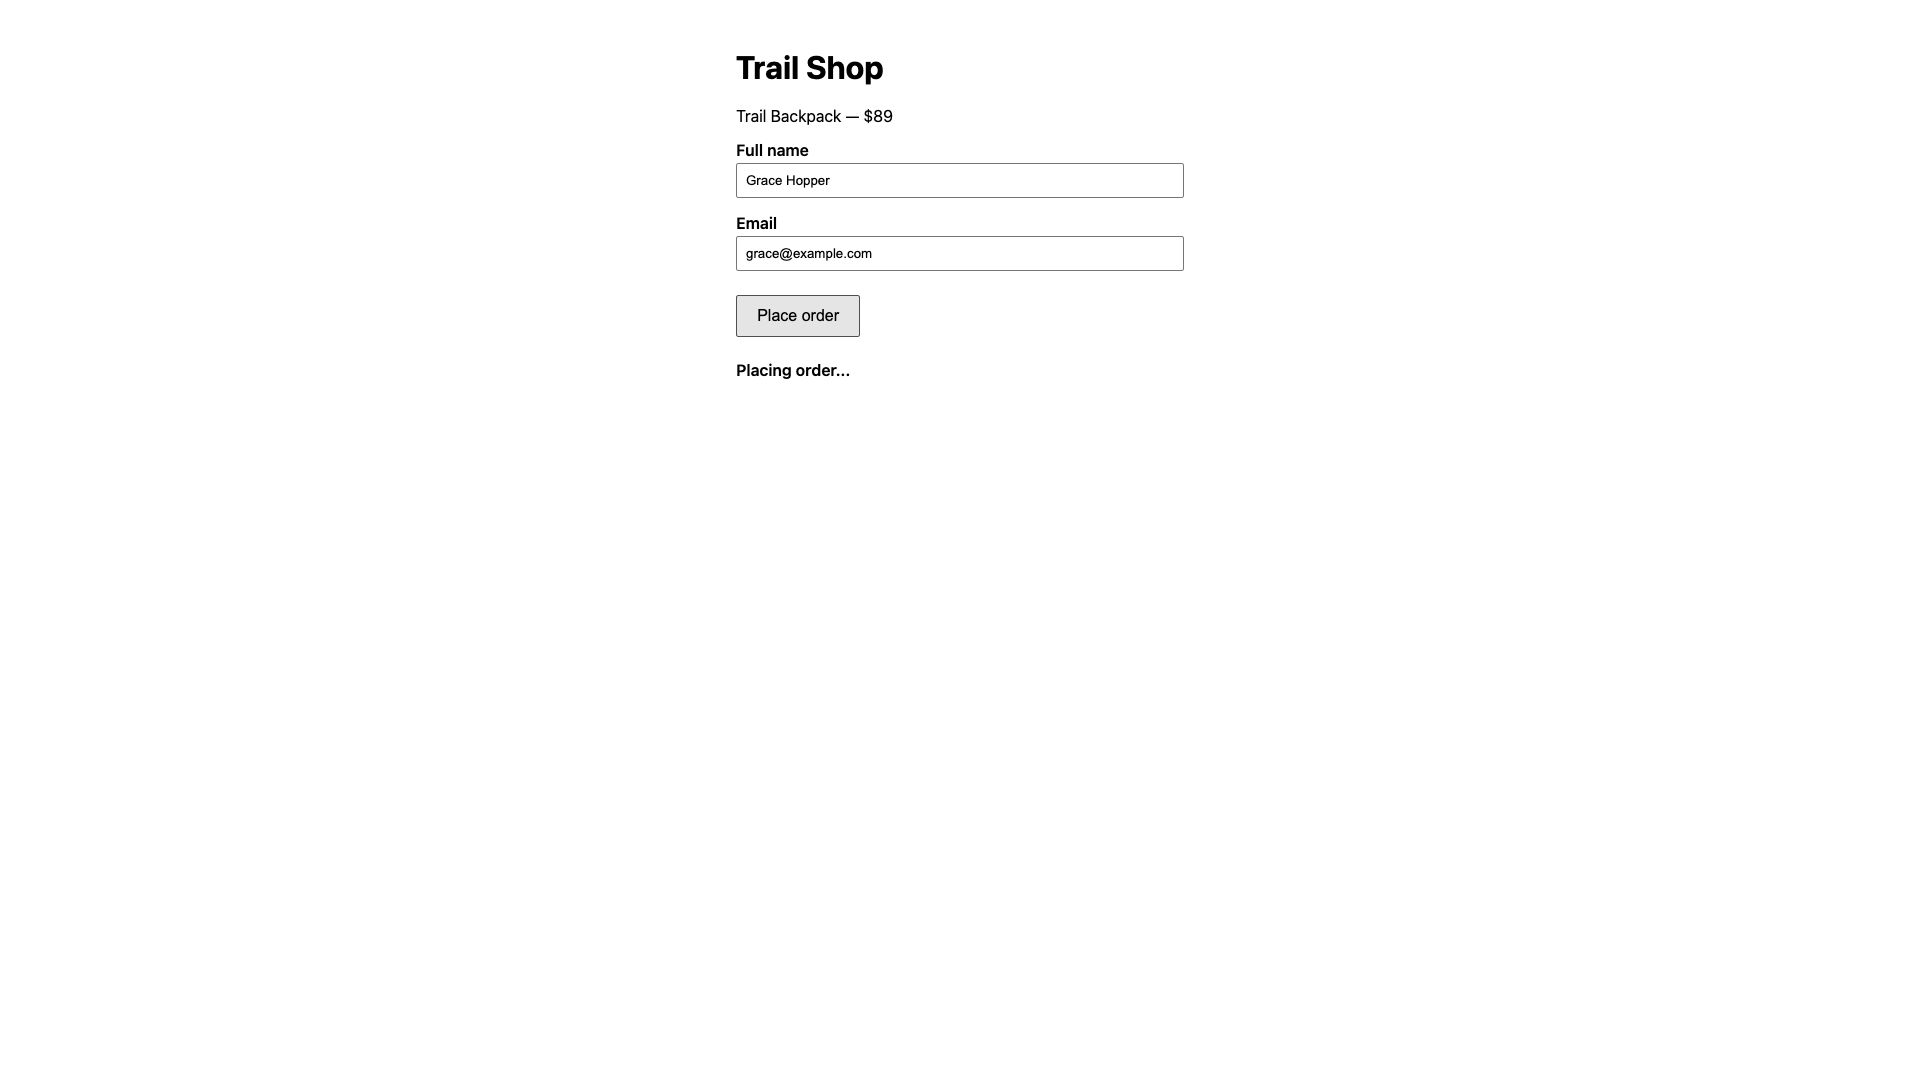 Trail Shop
Trail Backpack — $89
Full name
Grace Hopper
Email
grace@example.com
Place order
Placing order...